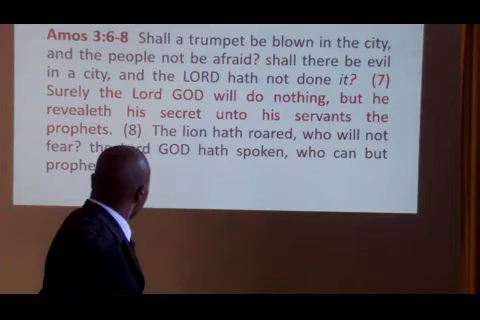 Amos 3:6-8 Shall a trumpet be blown in the city,
and the people not be afraid? shall there be evil
in a city, and the LORD hath not done it? (7)
Surely the Lord GOD will do nothing, but he
revealeth his secret unto his servants the
prophets. (8) The lion hath roared, who will not
fear? the GOD hath spoken, who can but